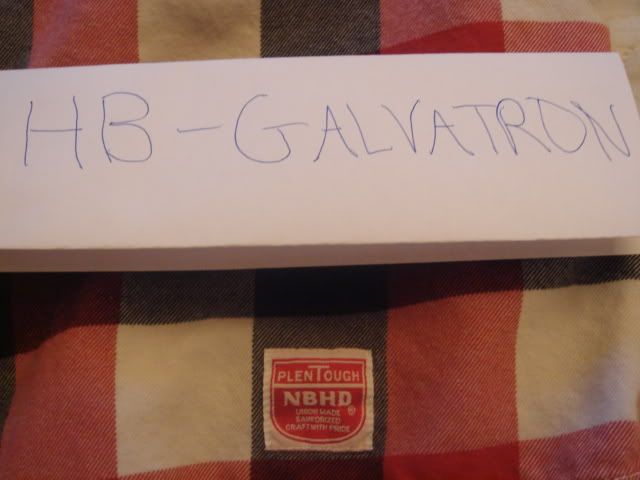 HB-GALVATRON
PLENTOUGH
NBHD ®
UNION MADE
SANFORIZED
CRAFT WITH PRIDE